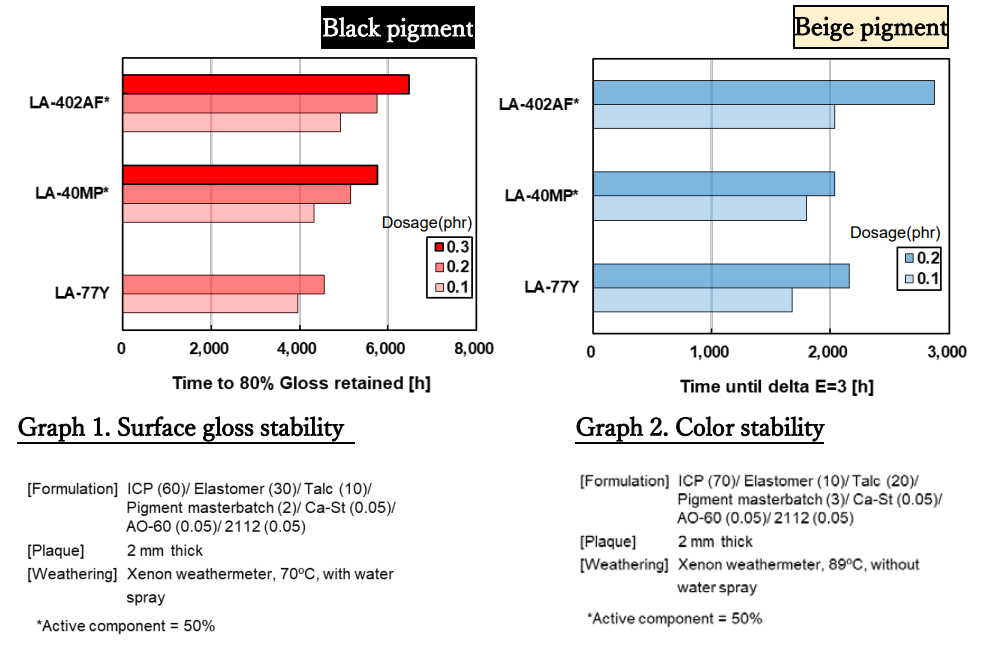 Black pigment
LA-402AF*
LA-40MP*
LA-77Y
Dosage(phr)
0.3
0.2
0.1
0 2,000 4,000 6,000 8,000
Time to 80% Gloss retained [h]
Graph 1. Surface gloss stability
[Formulation] ICP (60)/ Elastomer (30)/ Talc (10)/
Pigment masterbatch (2)/ Ca-St (0.05)/
AO-60 (0.05)/ 2112 (0.05)
[Plaque] 2 mm thick
[Weathering] Xenon weathermeter, 70ºC, with water
spray
*Active component = 50%
Beige pigment
LA-402AF*
LA-40MP*
LA-77Y
Dosage(phr)
0.2
0.1
0 1,000 2,000 3,000
Time until delta E=3 [h]
Graph 2. Color stability
[Formulation] ICP (70)/ Elastomer (10)/ Talc (20)/
Pigment masterbatch (3)/ Ca-St (0.05)/
AO-60 (0.05)/ 2112 (0.05)
[Plaque] 2 mm thick
[Weathering] Xenon weathermeter, 89ºC, without
water spray
*Active component = 50%